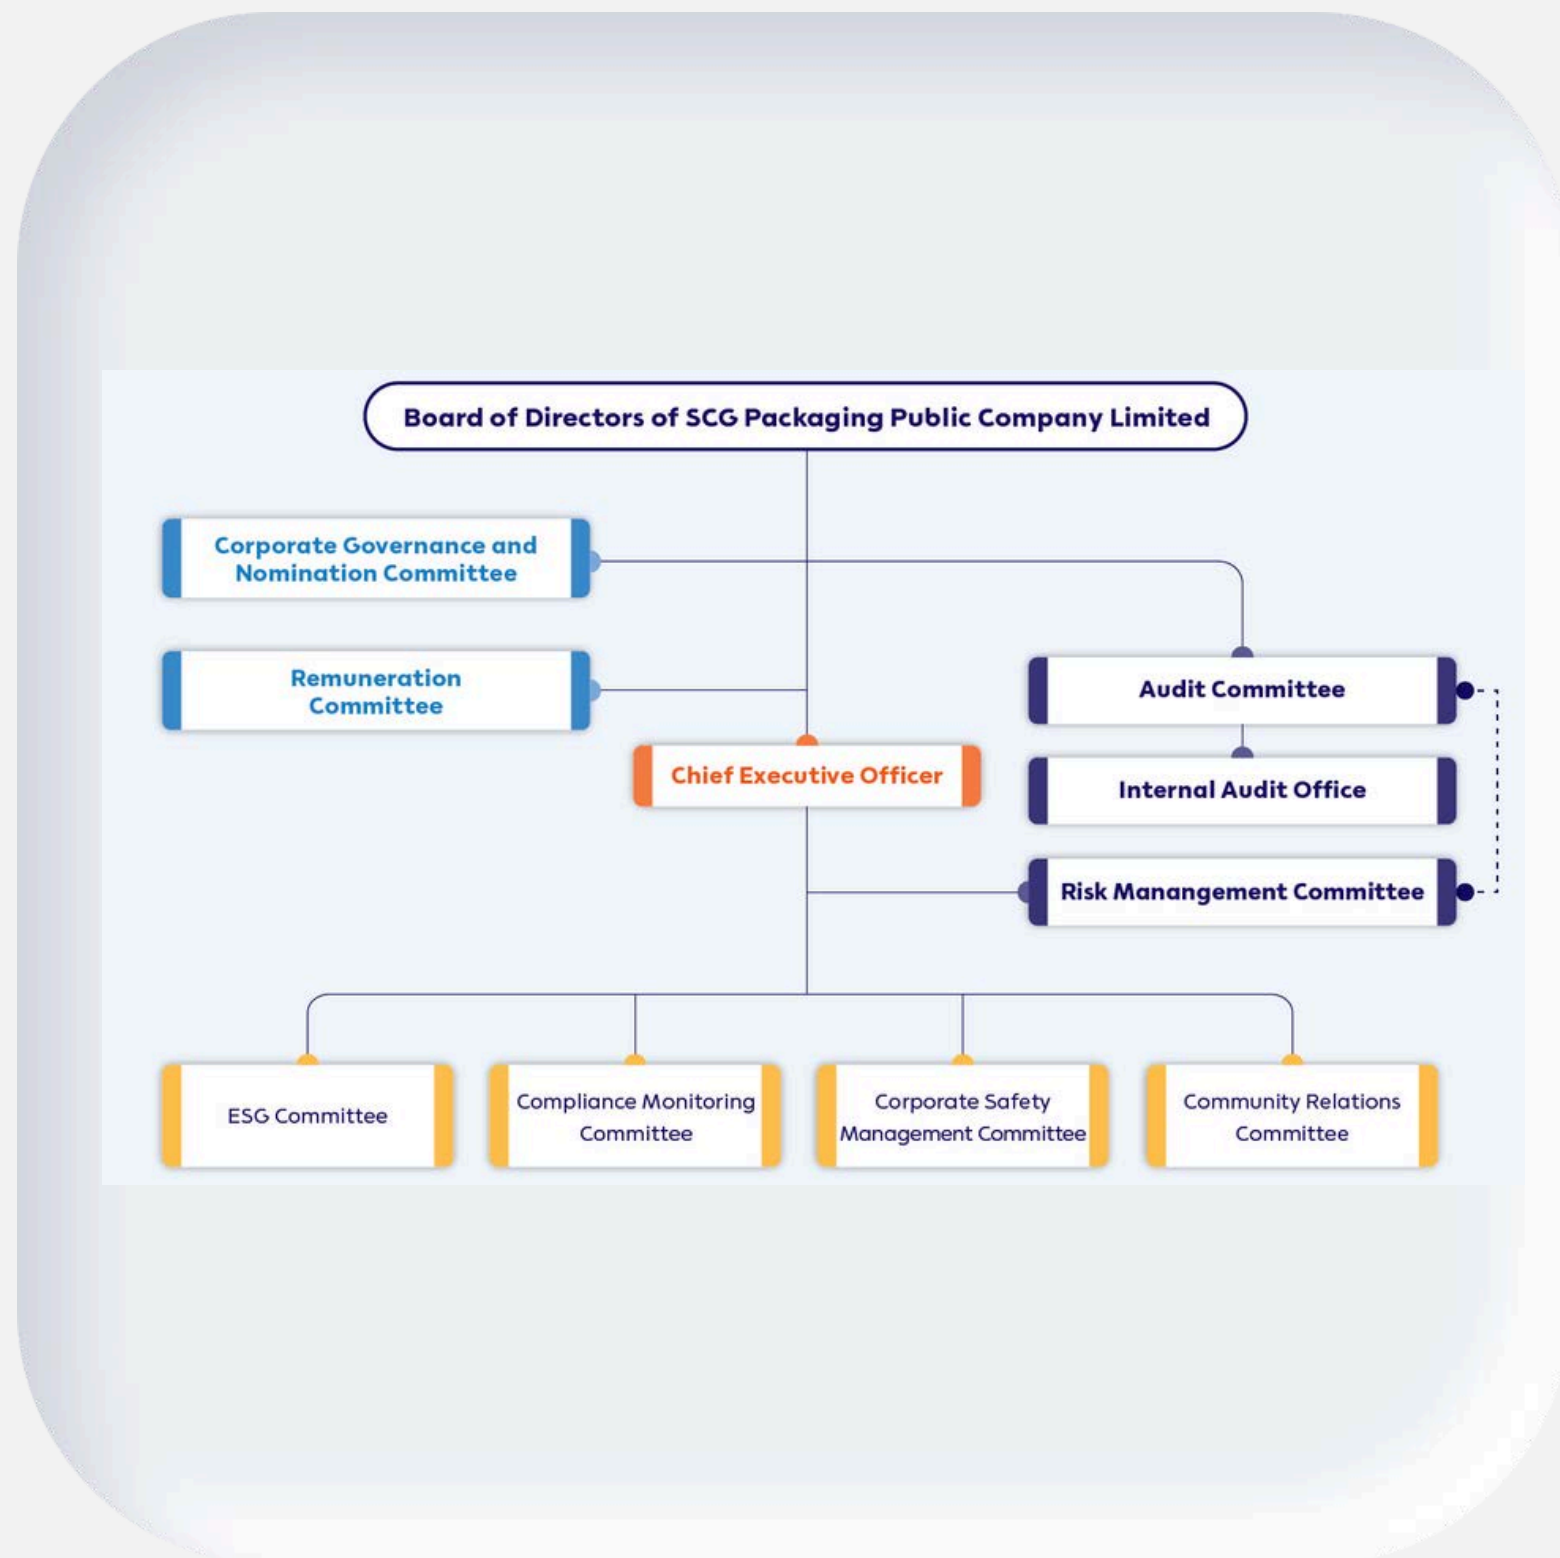 Board of Directors of SCG Packaging Public Company Limited
Corporate Governance and
Nomination Committee
Remuneration
Committee
Audit Committee
Chief Executive Officer
Internal Audit Office
Risk Manangement Committee
ESG Committee
Compliance Monitoring
Committee
Corporate Safety
Management Committee
Community Relations
Committee